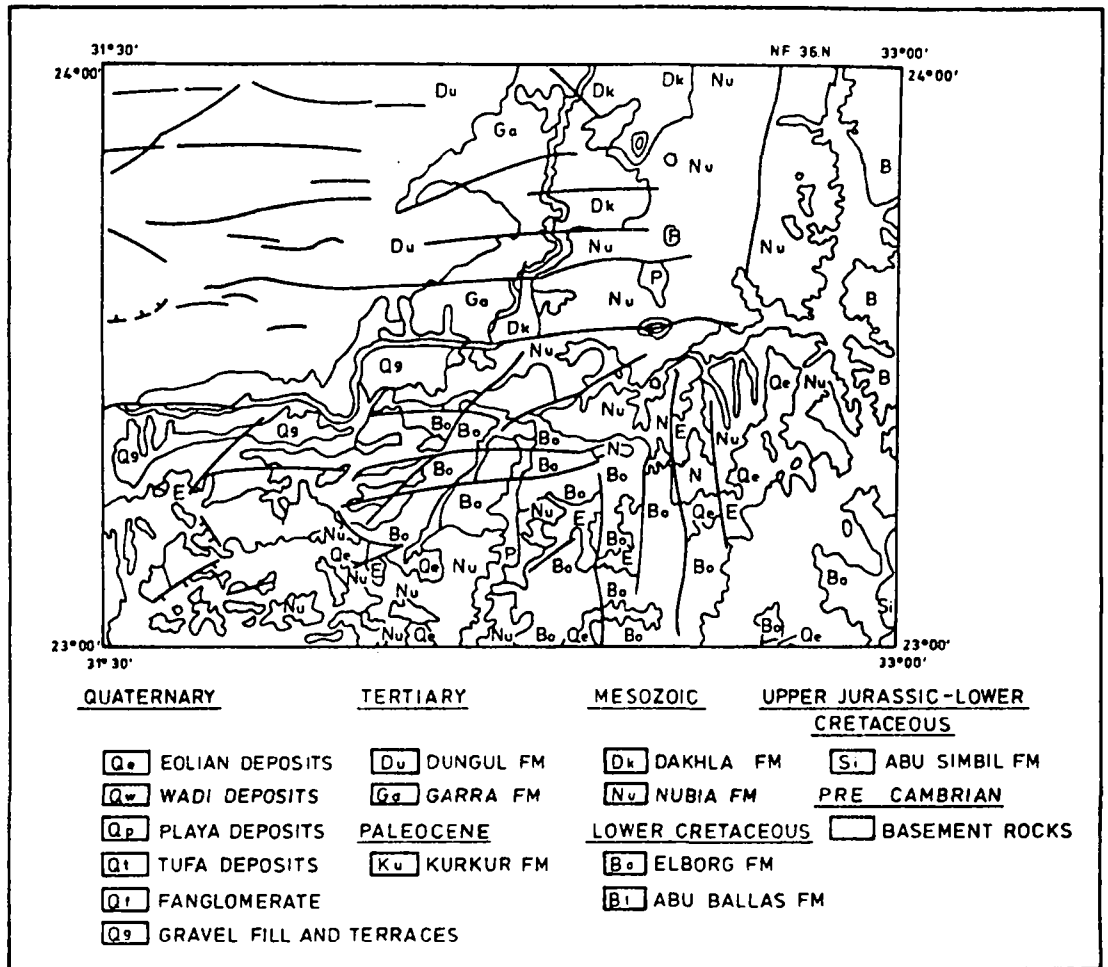 31°30' NF 36.N 33°00'
24°00' 24°00'
Du Dk Dk Nu
Ga B
Nu
Dk
Du Nu P Nu
P
Ga Nu B
Dk
Nu
Qg Qe Nu B
Qg Bo Bo Bo Nu N E Nu
Qg Bo Bo N Qe
E Bo Bo N
Bo Nu E Bo Qe E
Nu Bo Bo
Qe Nu P Bo E Bo Bo
Nu E Qe Bo
Nu Nu Si
Nu Qe Nu Bo Qe Bo Bo Qe
23°00' 23°00'
31°30' 33°00'
QUATERNARY TERTIARY MESOZOIC UPPER JURASSIC-LOWER
CRETACEOUS
Qe EOLIAN DEPOSITS Du DUNGUL FM Dk DAKHLA FM Si ABU SIMBIL FM
Qw WADI DEPOSITS Ga GARRA FM Nu NUBIA FM PRE CAMBRIAN
Qp PLAYA DEPOSITS PALEOCENE LOWER CRETACEOUS BASEMENT ROCKS
Qt TUFA DEPOSITS Ku KURKUR FM Bo ELBORG FM
Qf FANGLOMERATE Bt ABU BALLAS FM
Qg GRAVEL FILL AND TERRACES